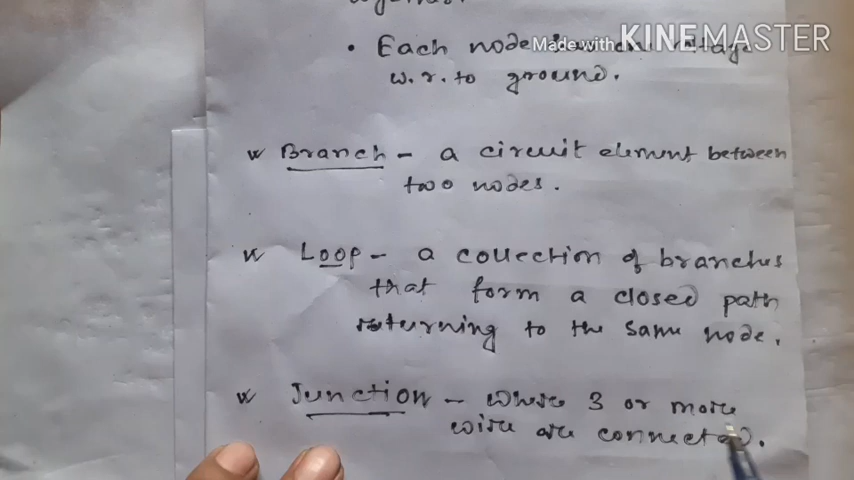 • Each node
Made with KINEMASTER
w.r. to ground.
w Branch - a circuit element between
two nodes.
w Loop - a collection of branches
that form a closed path
returning to the same node.
w Junction - where 3 or more
wire are connected.